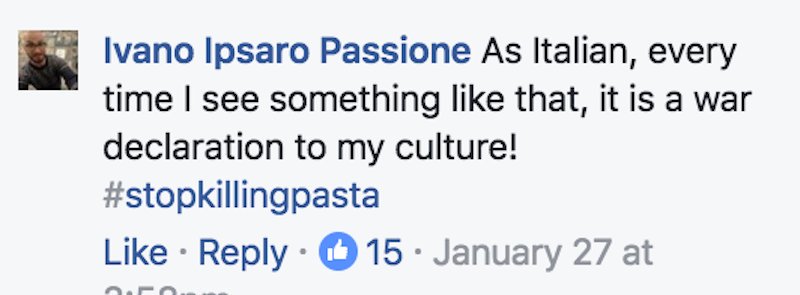 Ivano Ipsaro Passione As Italian, every
time I see something like that, it is a war
declaration to my culture!
#stopkillingpasta
Like · Reply · 15 · January 27 at